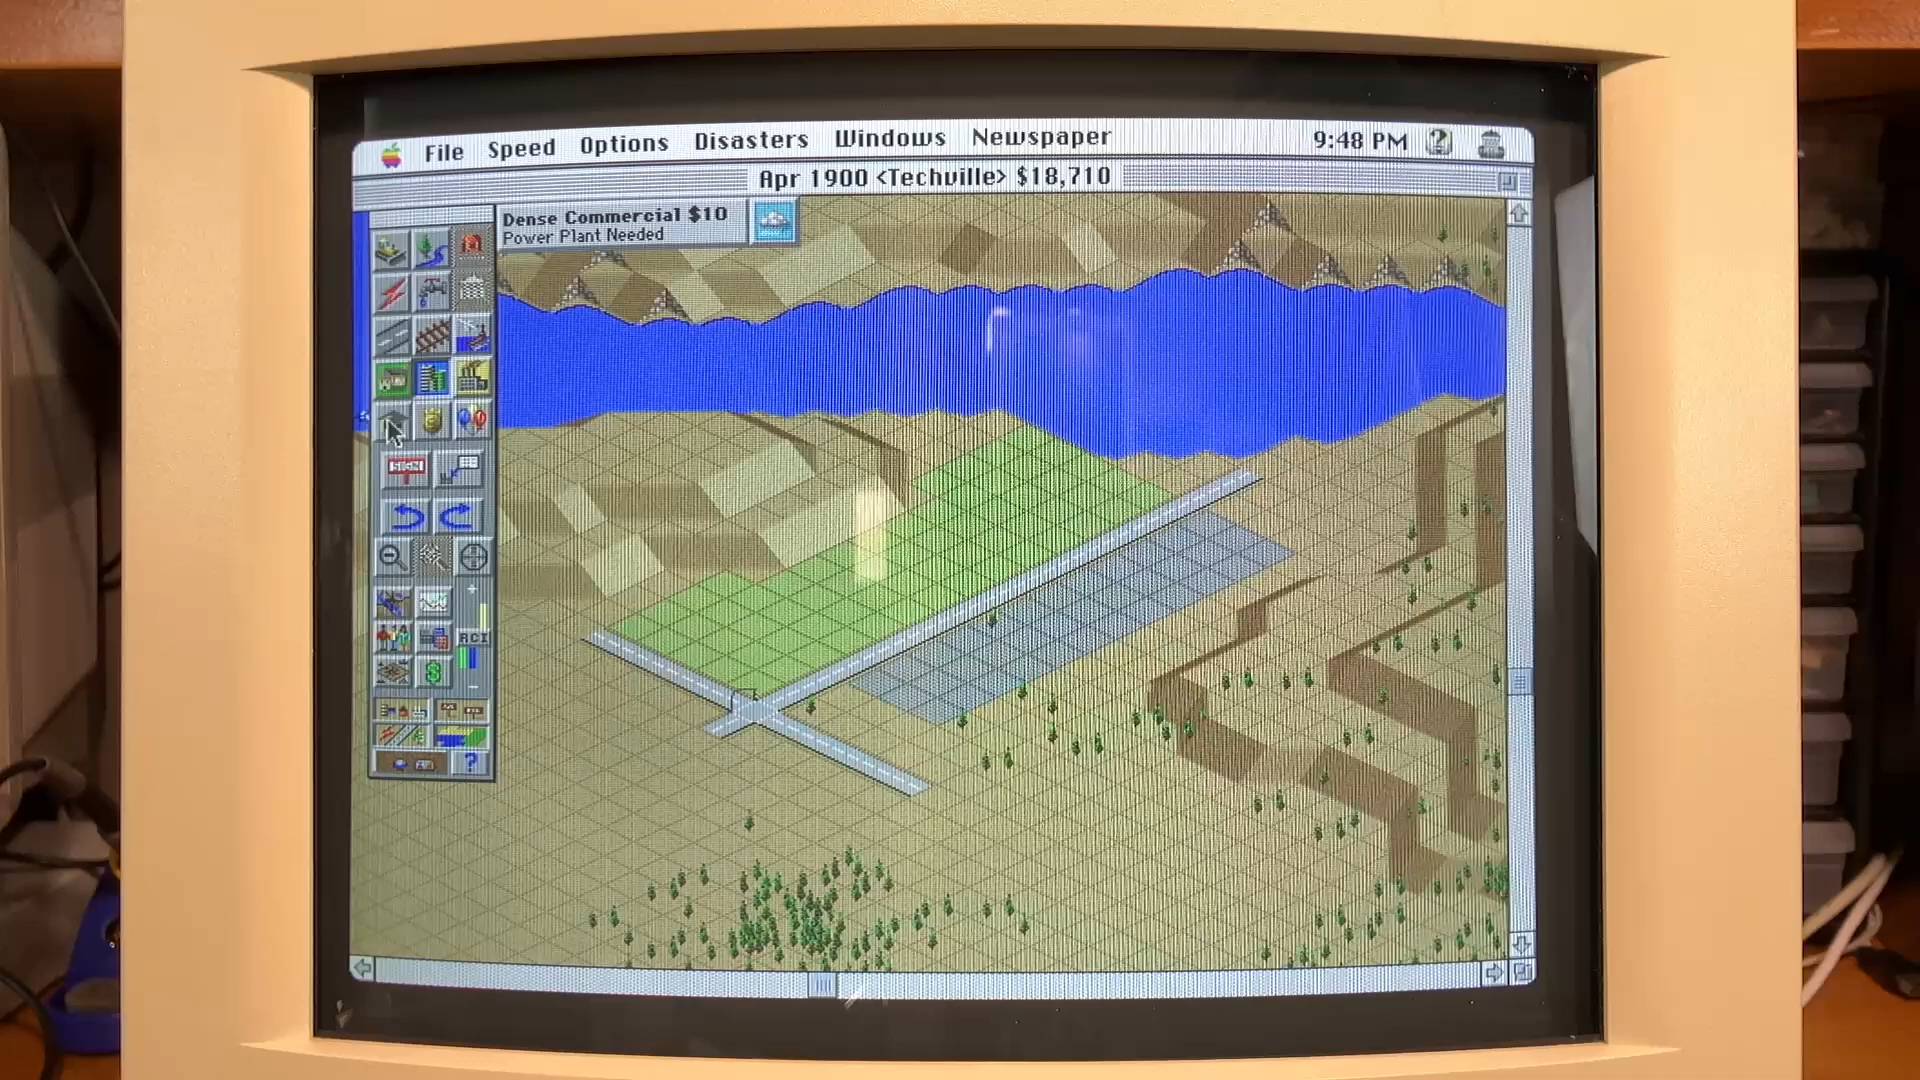 File Speed Options Disasters Windows Newspaper 9:48 PM
Apr 1900 <Techville> $18,710
Dense Commercial $10
Power Plant Needed
SIGN
RCI